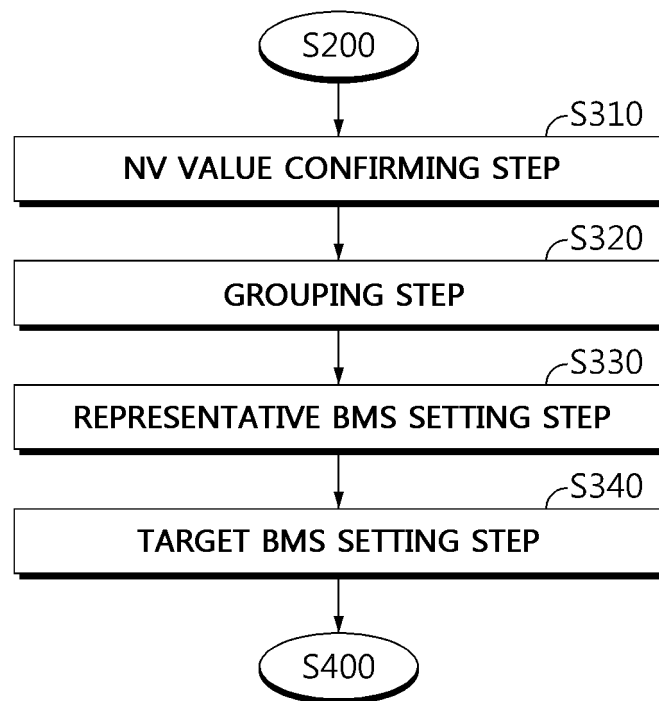 S200
S310
NV VALUE CONFIRMING STEP
S320
GROUPING STEP
S330
REPRESENTATIVE BMS SETTING STEP
S340
TARGET BMS SETTING STEP
S400